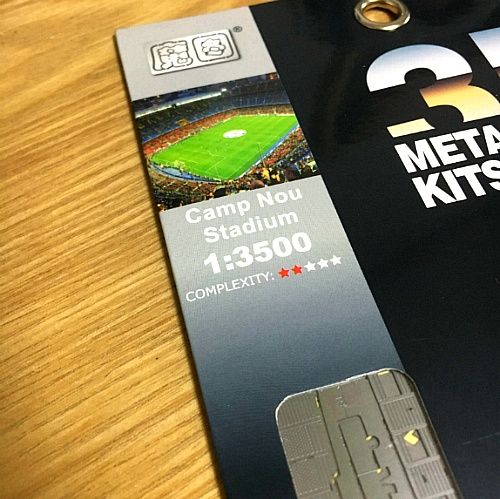 ®
Camp Nou
Stadium
1:3500
COMPLEXITY:
3
META
KITS